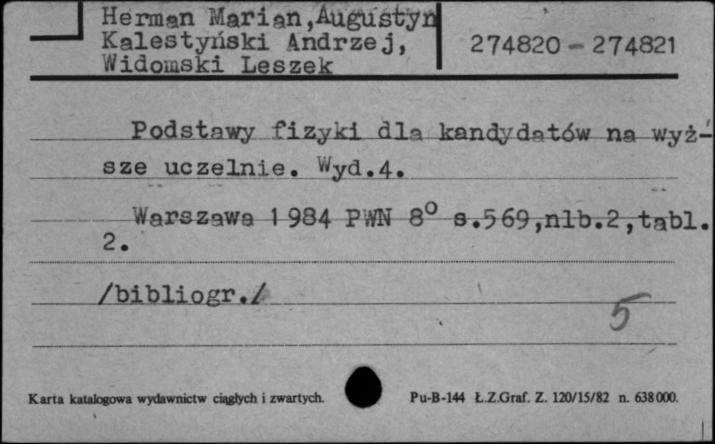 Herman Marian,Augustyn
Kalestyński Andrzej,
Widomski Leszek
274820 - 274821
Podstawy fizyki dla kandydatów na wyż-
sze uczelnie. Wyd.4.
Warszawa 1984 PWN 8° s.569,nlb.2,tabl.
2.
/bibliogr./
5
Karta katalogowa wydawnictw ciągłych i zwartych.
Pu-B-144 Ł.Z.Graf. Z. 120/15/82 n. 638000.